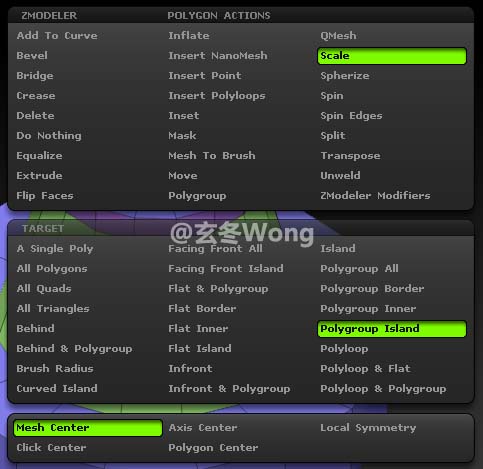 ZMODELER POLYGON ACTIONS
Add To Curve Inflate QMesh
Bevel Insert NanoMesh Scale
Bridge Insert Point Spherize
Crease Insert Polyloops Spin
Delete Inset Spin Edges
Do Nothing Mask Split
Equalize Mesh To Brush Transpose
Extrude Move Unweld
Flip Faces Polygroup ZModeler Modifiers
TARGET
@玄冬Wong
A Single Poly Facing Front All Island
All Polygons Facing Front Island Polygroup All
All Quads Flat & Polygroup Polygroup Border
All Triangles Flat Border Polygroup Inner
Behind Flat Inner Polygroup Island
Behind & Polygroup Flat Island Polyloop
Brush Radius Infront Polyloop & Flat
Curved Island Infront & Polygroup Polyloop & Polygroup
Mesh Center Axis Center Local Symmetry
Click Center Polygon Center